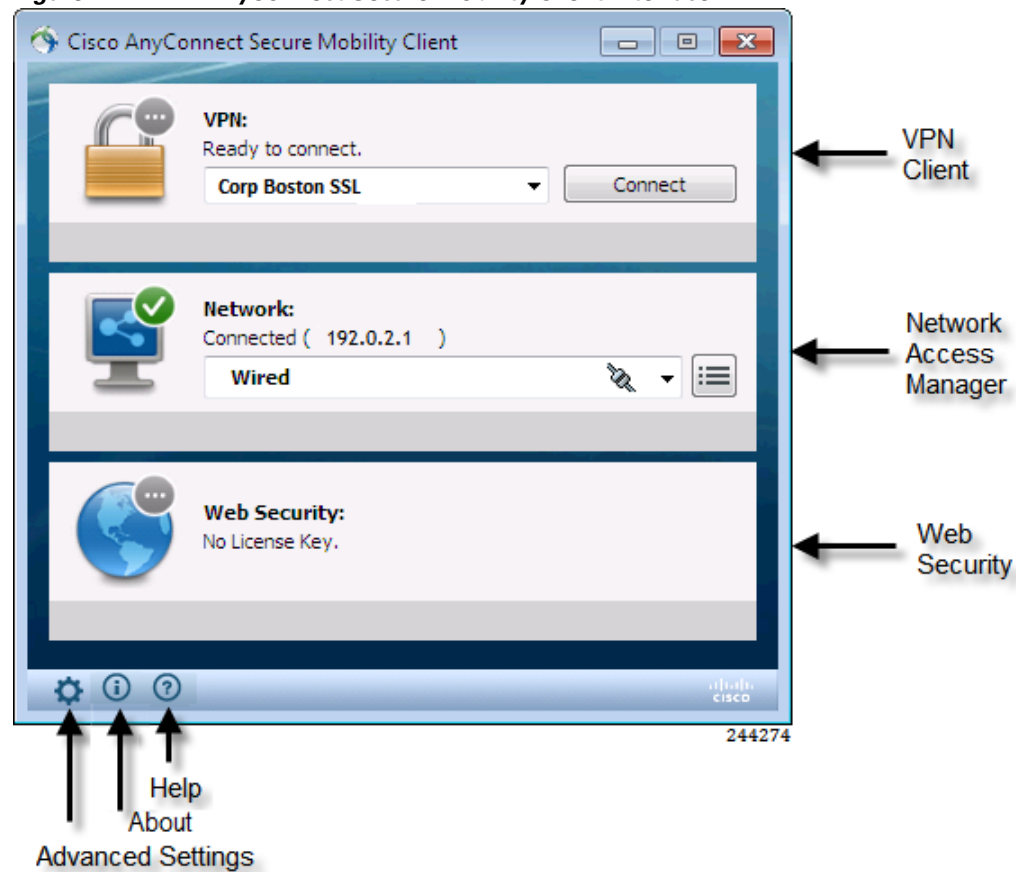 Cisco AnyConnect Secure Mobility Client
VPN:
Ready to connect.
Corp Boston SSL
Connect
VPN
Client
Network:
Connected ( 192.0.2.1 )
Wired
Network
Access
Manager
Web Security:
No License Key.
Web
Security
CISCO
244274
Help
About
Advanced Settings